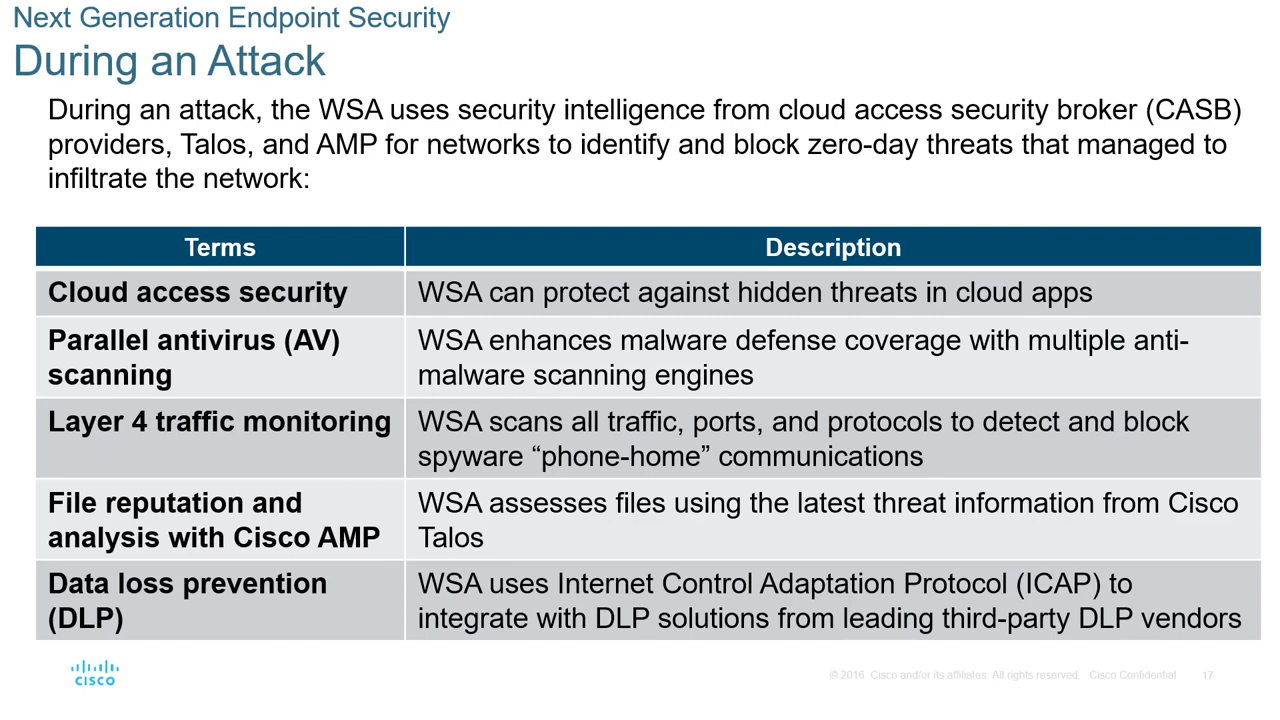 Next Generation Endpoint Security
During an Attack
During an attack, the WSA uses security intelligence from cloud access security broker (CASB)
providers, Talos, and AMP for networks to identify and block zero-day threats that managed to
infiltrate the network:
Terms
Description
Cloud access security
WSA can protect against hidden threats in cloud apps
Parallel antivirus (AV)
scanning
WSA enhances malware defense coverage with multiple anti-
malware scanning engines
Layer 4 traffic monitoring
WSA scans all traffic, ports, and protocols to detect and block
spyware “phone-home” communications
File reputation and
analysis with Cisco AMP
WSA assesses files using the latest threat information from Cisco
Talos
Data loss prevention
(DLP)
WSA uses Internet Control Adaptation Protocol (ICAP) to
integrate with DLP solutions from leading third-party DLP vendors
CISCO
© 2016 Cisco and/or its affiliates. All rights reserved. Cisco Confidential
17